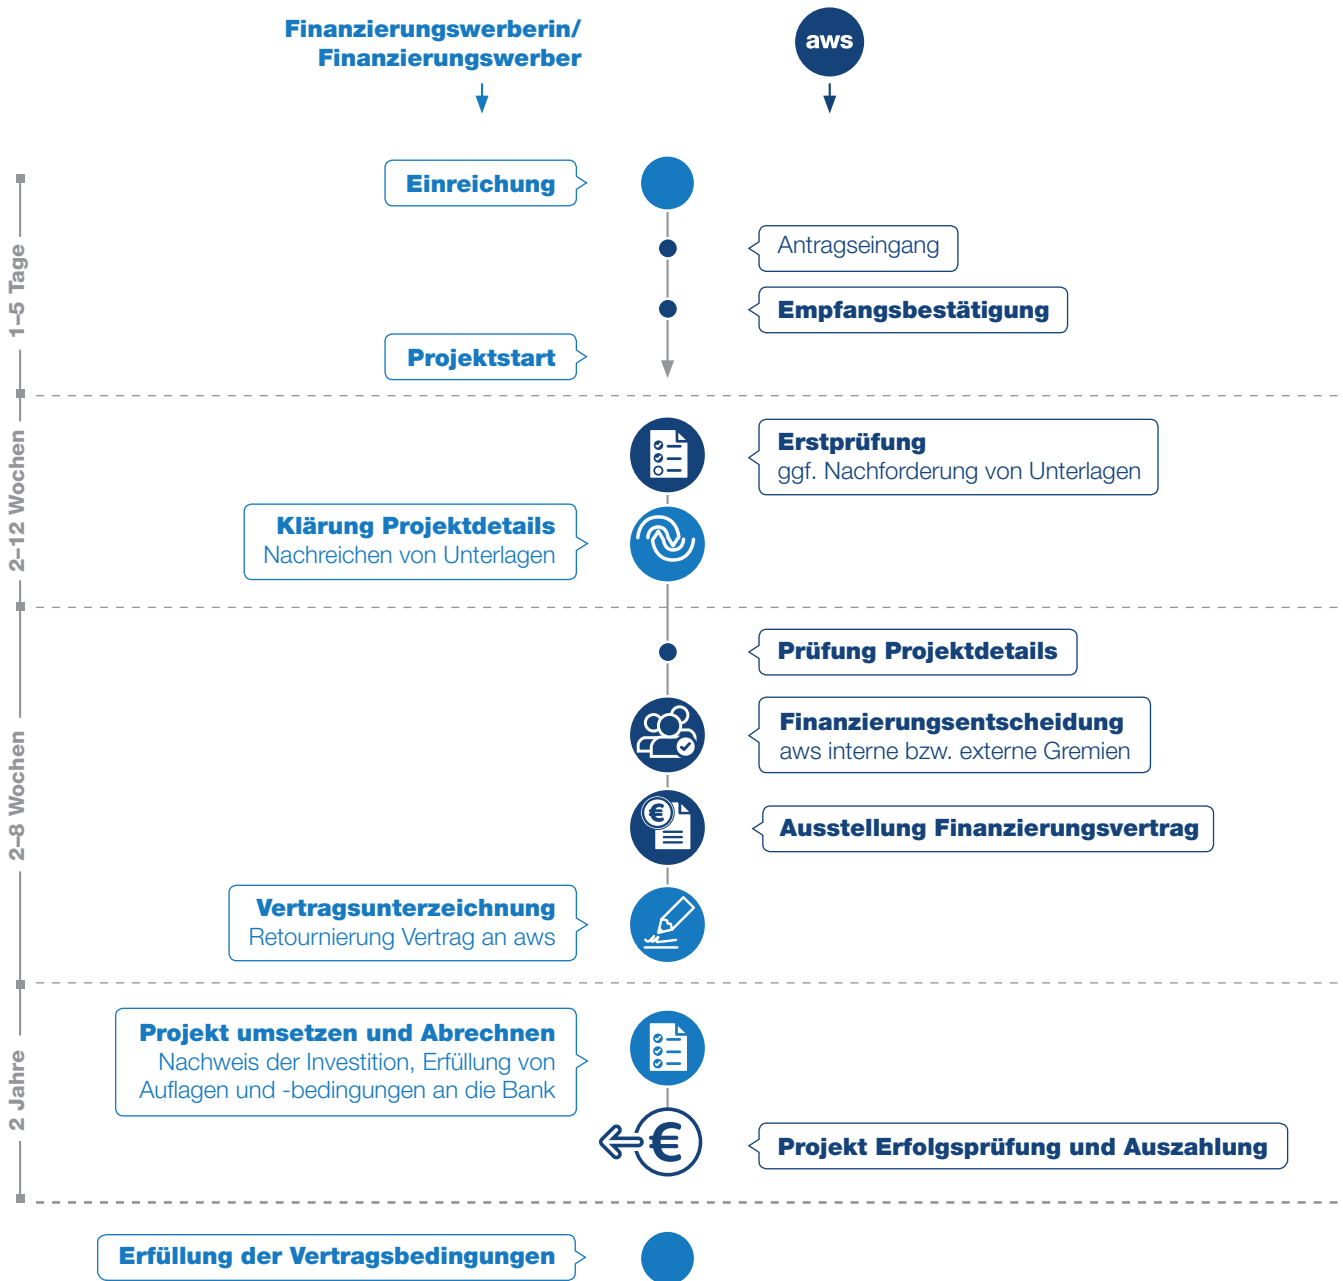 Finanzierungswerberin/
Finanzierungswerber
aws
1–5 Tage
Einreichung
Antragseingang
Empfangsbestätigung
Projektstart
2–12 Wochen
Erstprüfung
ggf. Nachforderung von Unterlagen
Klärung Projektdetails
Nachreichen von Unterlagen
2–8 Wochen
Prüfung Projektdetails
Finanzierungsentscheidung
aws interne bzw. externe Gremien
€
Ausstellung Finanzierungsvertrag
Vertragsunterzeichnung
Retournierung Vertrag an aws
2 Jahre
Projekt umsetzen und Abrechnen
Nachweis der Investition, Erfüllung von
Auflagen und -bedingungen an die Bank
€
Projekt Erfolgsprüfung und Auszahlung
Erfüllung der Vertragsbedingungen